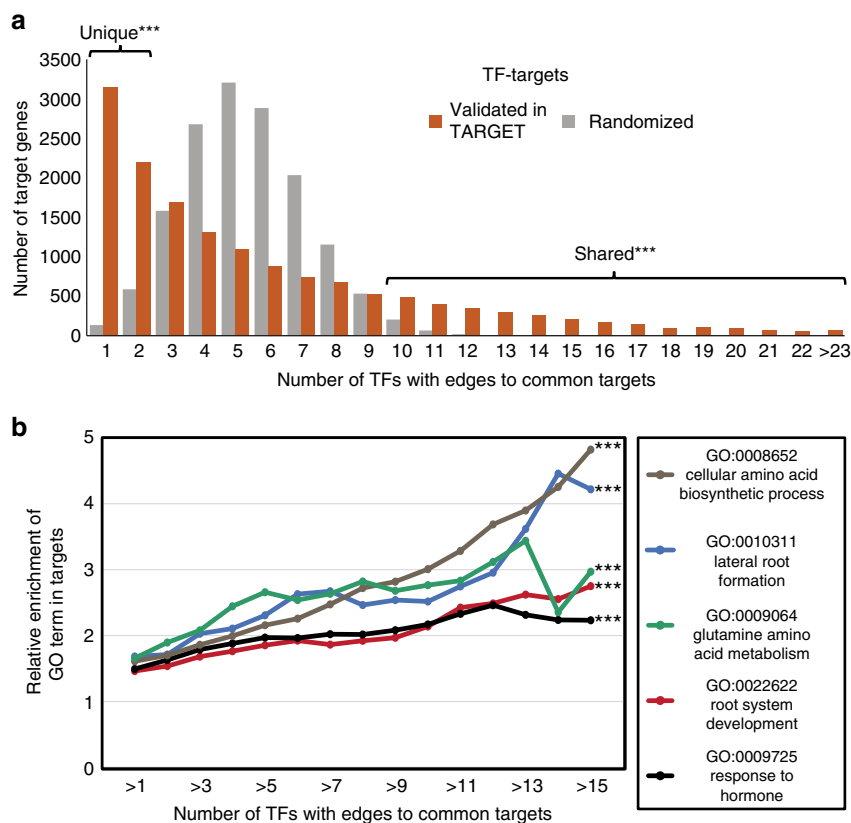 a
Unique***
3500
3000
2500
2000
1500
1000
500
0
Number of target genes
TF-targets
Validated in
TARGET
Randomized
Shared***
1 2 3 4 5 6 7 8 9 10 11 12 13 14 15 16 17 18 19 20 21 22 >23
Number of TFs with edges to common targets
b
5
4
3
2
1
0
Relative enrichment of
GO term in targets
***
***
***
***
***
>1 >3 >5 >7 >9 >11 >13 >15
Number of TFs with edges to common targets
GO:0008652
cellular amino acid
biosynthetic process
GO:0010311
lateral root
formation
GO:0009064
glutamine amino
acid metabolism
GO:0022622
root system
development
GO:0009725
response to
hormone